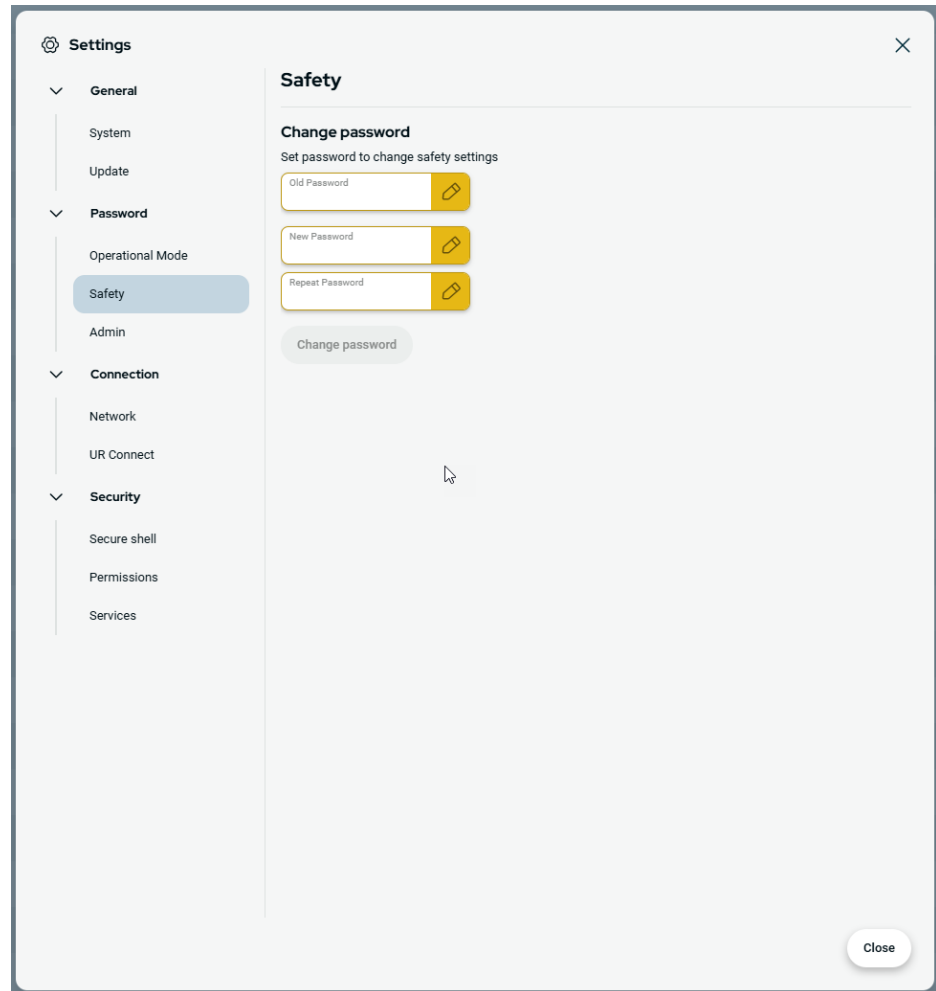 Settings
General
System
Update
Password
Operational Mode
Safety
Admin
Connection
Network
UR Connect
Security
Secure shell
Permissions
Services
Safety
Change password
Set password to change safety settings
Old Password
New Password
Repeat Password
Change password
Close